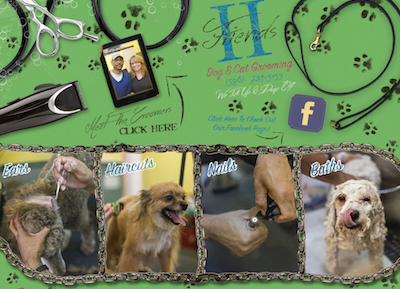 II
Friends
Dog & Cat Grooming
We Pick Up & Drop Off
Meet The Groomers
CLICK HERE
Click Here To Check Out
Our Facebook Page!
f
Ears
Haircuts
Nails
Baths